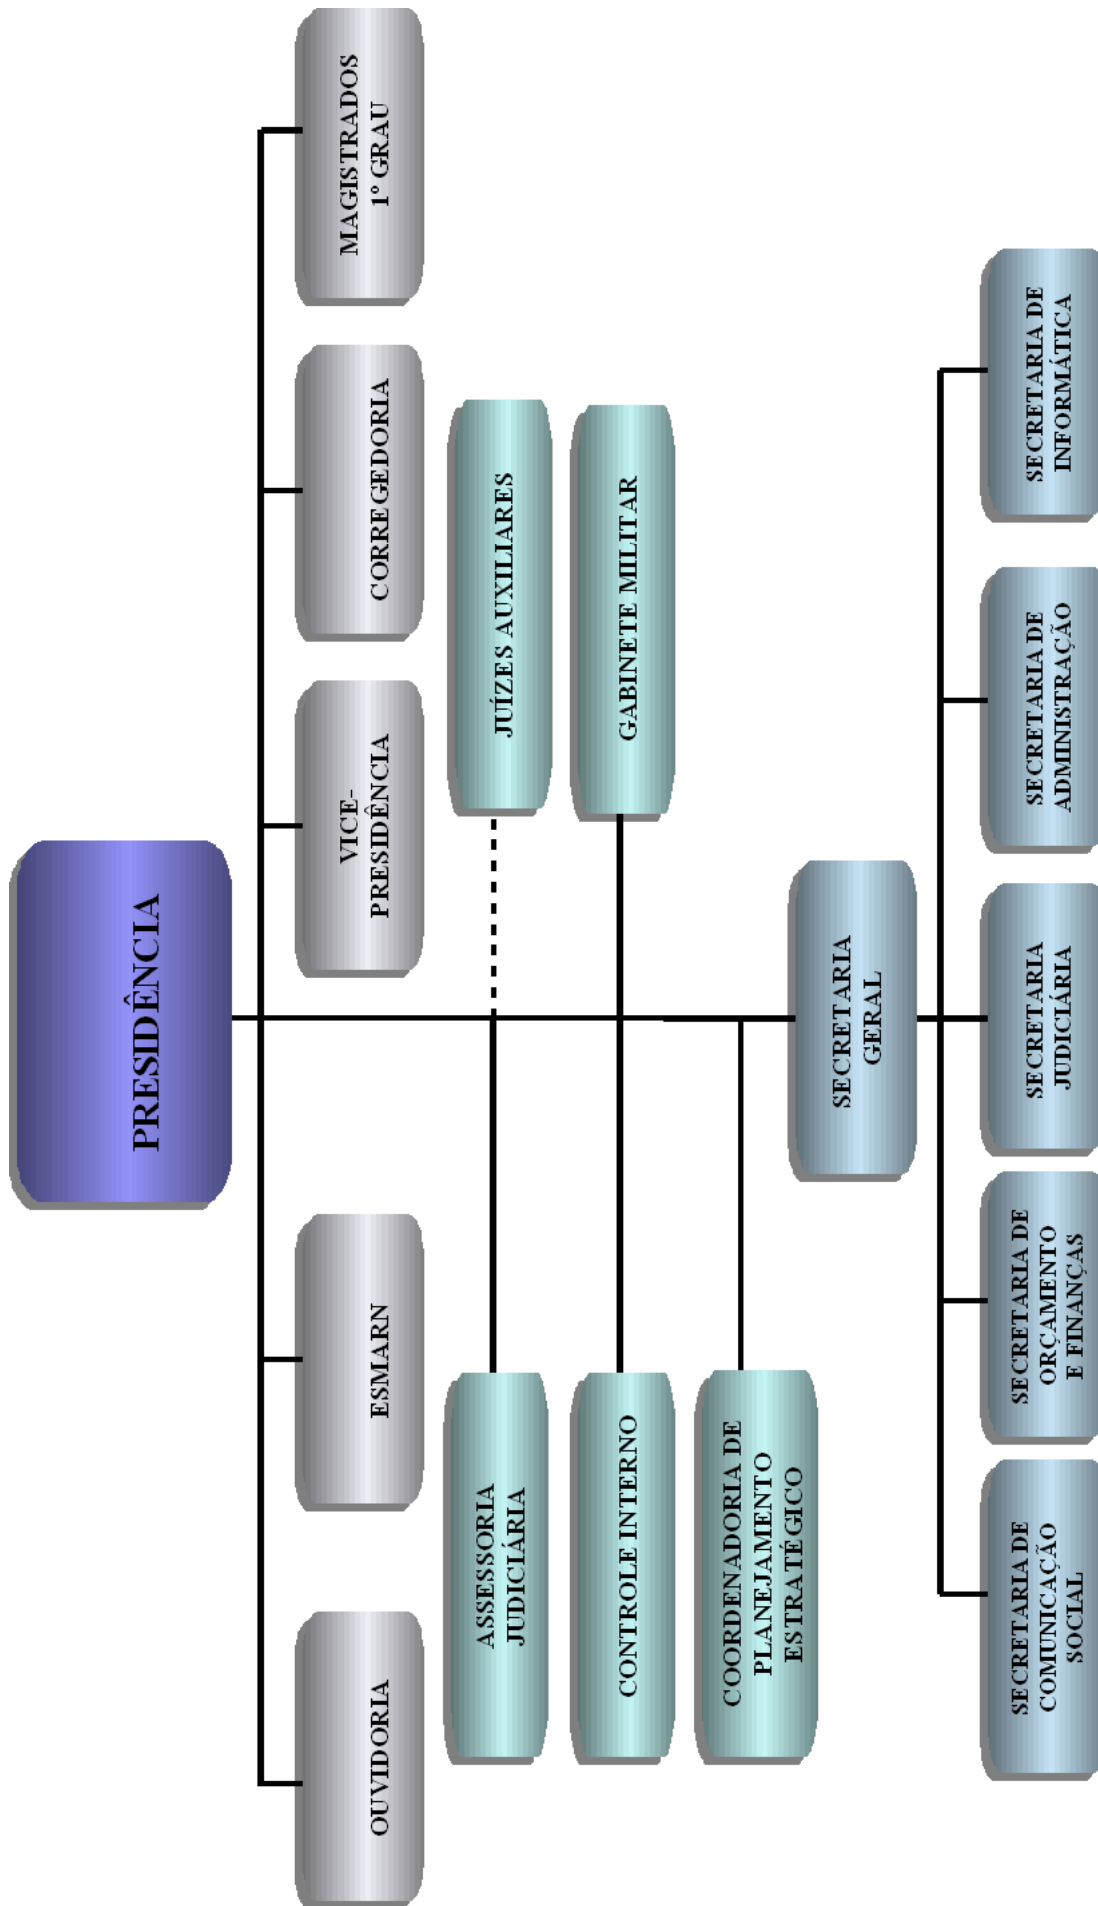 PRESIDÊNCIA
OUVIDORIA
ESMARN
VICE-
PRESIDÊNCIA
CORREGEDORIA
MAGISTRADOS
1º GRAU
ASSESSORIA
JUDICIÁRIA
JUÍZES AUXILIARES
CONTROLE INTERNO
GABINETE MILITAR
COORDENADORIA DE
PLANEJAMENTO
ESTRATÉGICO
SECRETARIA
GERAL
SECRETARIA DE
COMUNICAÇÃO
SOCIAL
SECRETARIA DE
ORÇAMENTO
E FINANÇAS
SECRETARIA
JUDICIÁRIA
SECRETARIA DE
ADMINISTRAÇÃO
SECRETARIA DE
INFORMÁTICA